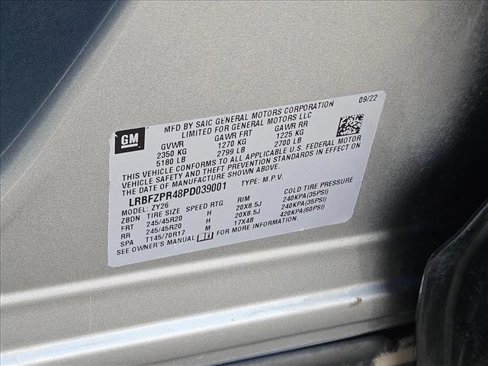 09/22
GM
MFD BY SAIC GENERAL MOTORS CORPORATION
LIMITED FOR GENERAL MOTORS LLC
GVWR GAWR FRT GAWR RR
2350 KG 1270 KG 1225 KG
5180 LB 2799 LB 2700 LB
THIS VEHICLE CONFORMS TO ALL APPLICABLE U.S. FEDERAL MOTOR
VEHICLE SAFETY AND THEFT PREVENTION STANDARDS IN EFFECT ON
THE DATE OF MANUFACTURE SHOWN ABOVE.
LRBFZPR48PD039001 TYPE: M.P.V.
MODEL: ZY26
ZBDN TIRE SIZE SPEED RTG RIM COLD TIRE PRESSURE
FRT 245/45R20 H 20X8.5J 240KPA(35PSI)
RR 245/45R20 H 20X8.5J 240KPA(35PSI)
SPA T145/70R17 M 17X4B 420KPA(60PSI)
SEE OWNER'S MANUAL FOR ADDITIONAL INFORMATION.